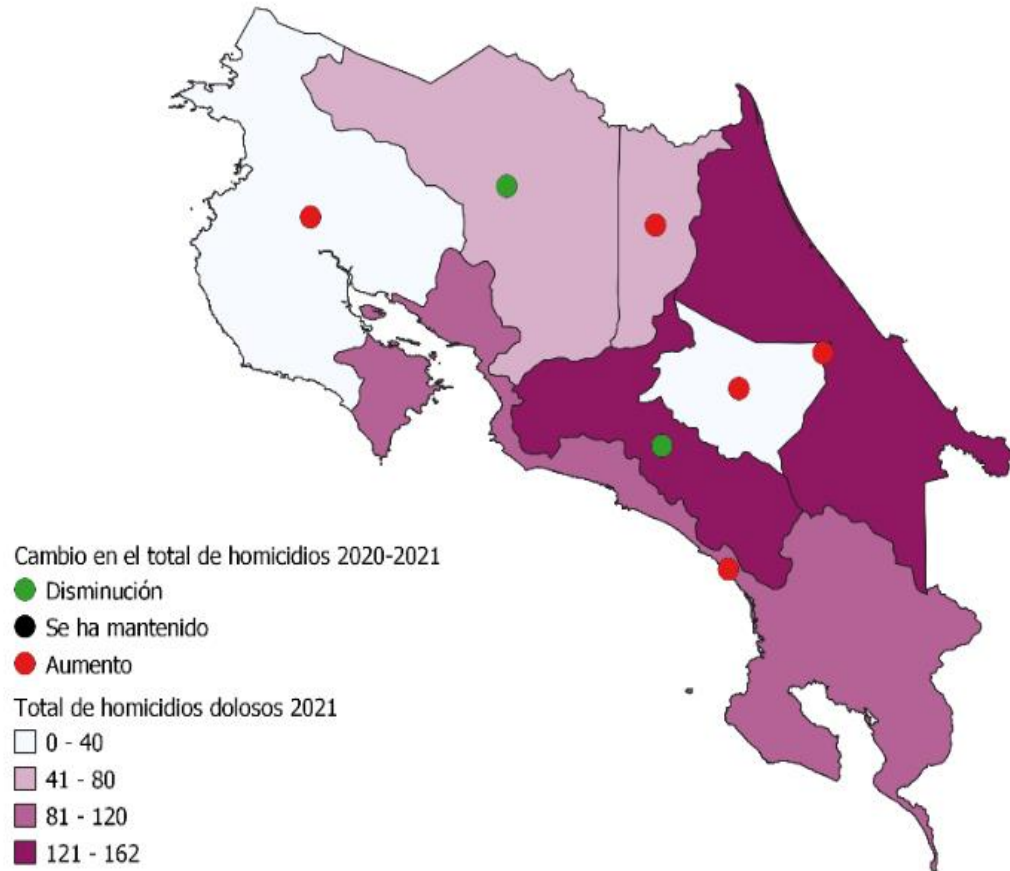 Cambio en el total de homicidios 2020-2021
Disminución
Se ha mantenido
Aumento
Total de homicidios dolosos 2021
0 - 40
41 - 80
81 - 120
121 - 162